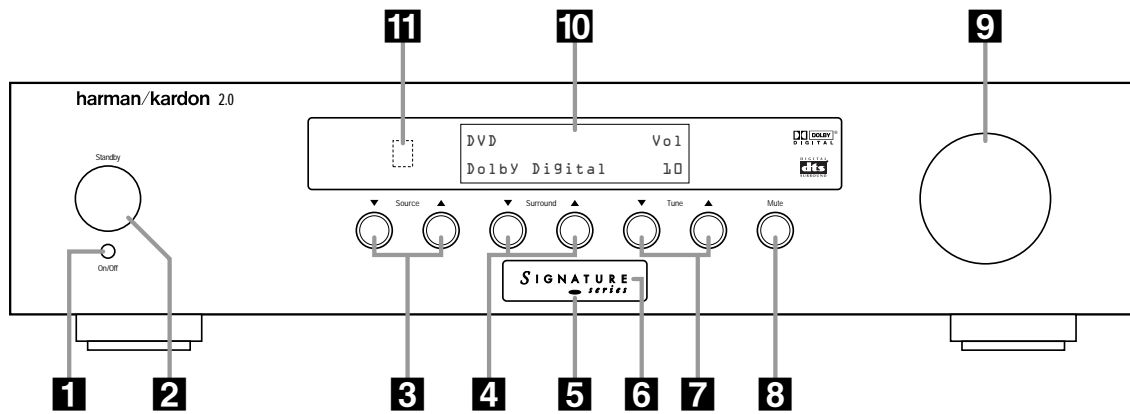 11 10 9
harman/kardon 2.0
DVD Vol
Dolby Digital 10
DOLBY
DIGITAL
DIGITAL
dts
SURROUND
Standby
On/Off
▼ Source ▲ ▼ Surround ▲ ▼ Tune ▲ Mute
SIGNATURE
series
1 2 3 4 5 6 7 8